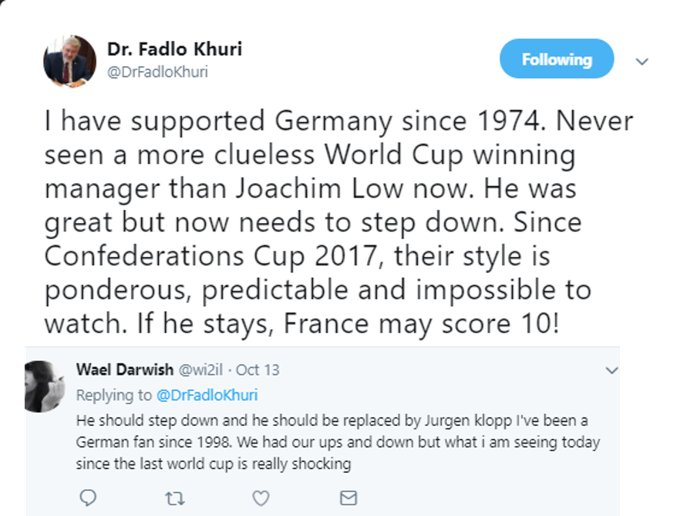 Dr. Fadlo Khuri
@DrFadloKhuri
Following
I have supported Germany since 1974. Never
seen a more clueless World Cup winning
manager than Joachim Low now. He was
great but now needs to step down. Since
Confederations Cup 2017, their style is
ponderous, predictable and impossible to
watch. If he stays, France may score 10!
Wael Darwish @wi2il · Oct 13
Replying to @DrFadloKhuri
He should step down and he should be replaced by Jurgen klopp I've been a
German fan since 1998. We had our ups and down but what i am seeing today
since the last world cup is really shocking